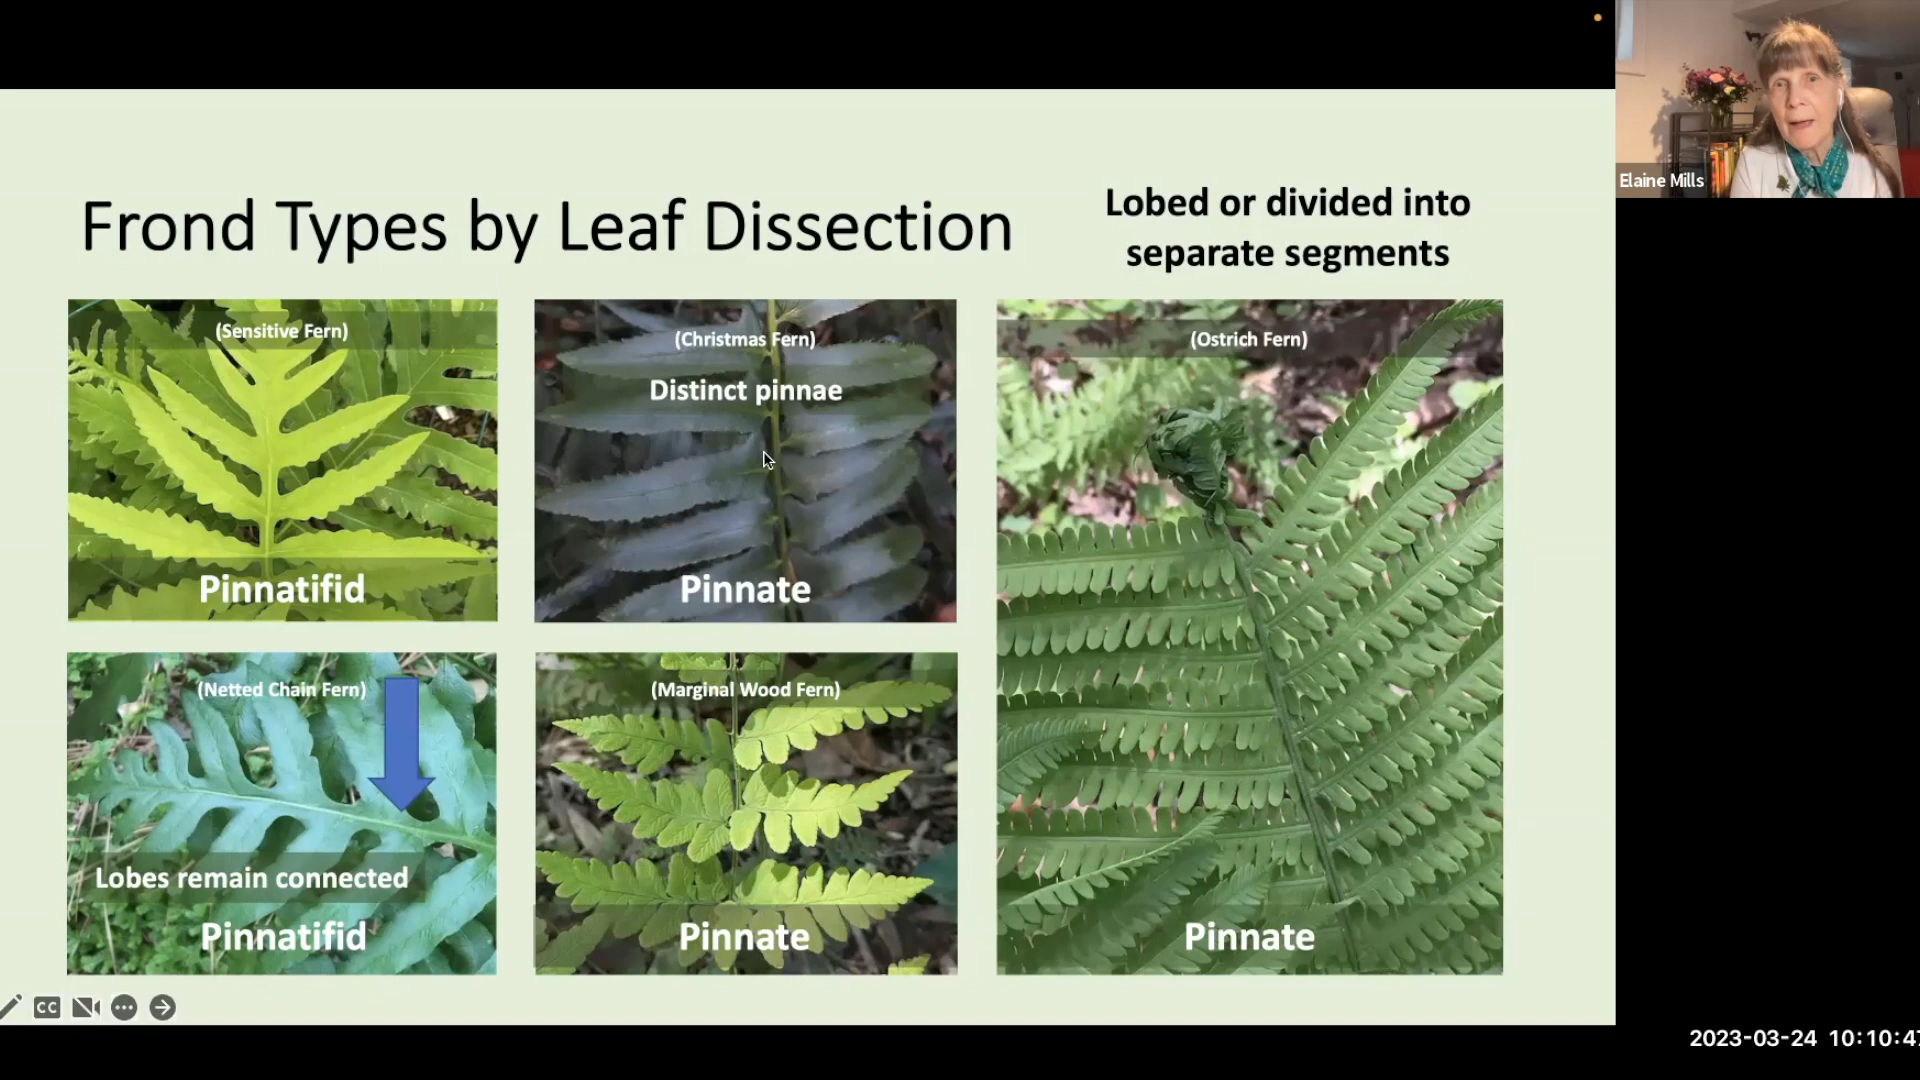 Elaine Mills
Frond Types by Leaf Dissection
Lobed or divided into
separate segments
(Sensitive Fern)
Pinnatifid
(Christmas Fern)
Distinct pinnae
Pinnate
(Ostrich Fern)
Pinnate
(Netted Chain Fern)
Lobes remain connected
Pinnatifid
(Marginal Wood Fern)
Pinnate
CC
2023-03-24 10:10:47